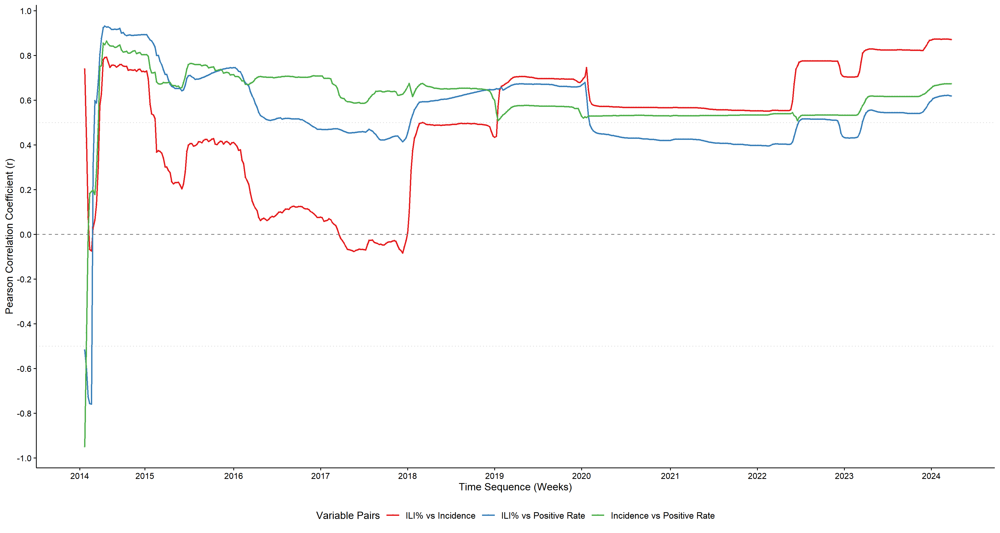 1.0
0.8
0.6
0.4
0.2
0.0
-0.2
-0.4
-0.6
-0.8
-1.0
Pearson Correlation Coefficient (r)
2014 2015 2016 2017 2018 2019 2020 2021 2022 2023 2024
Time Sequence (Weeks)
Variable Pairs ILI% vs Incidence ILI% vs Positive Rate Incidence vs Positive Rate